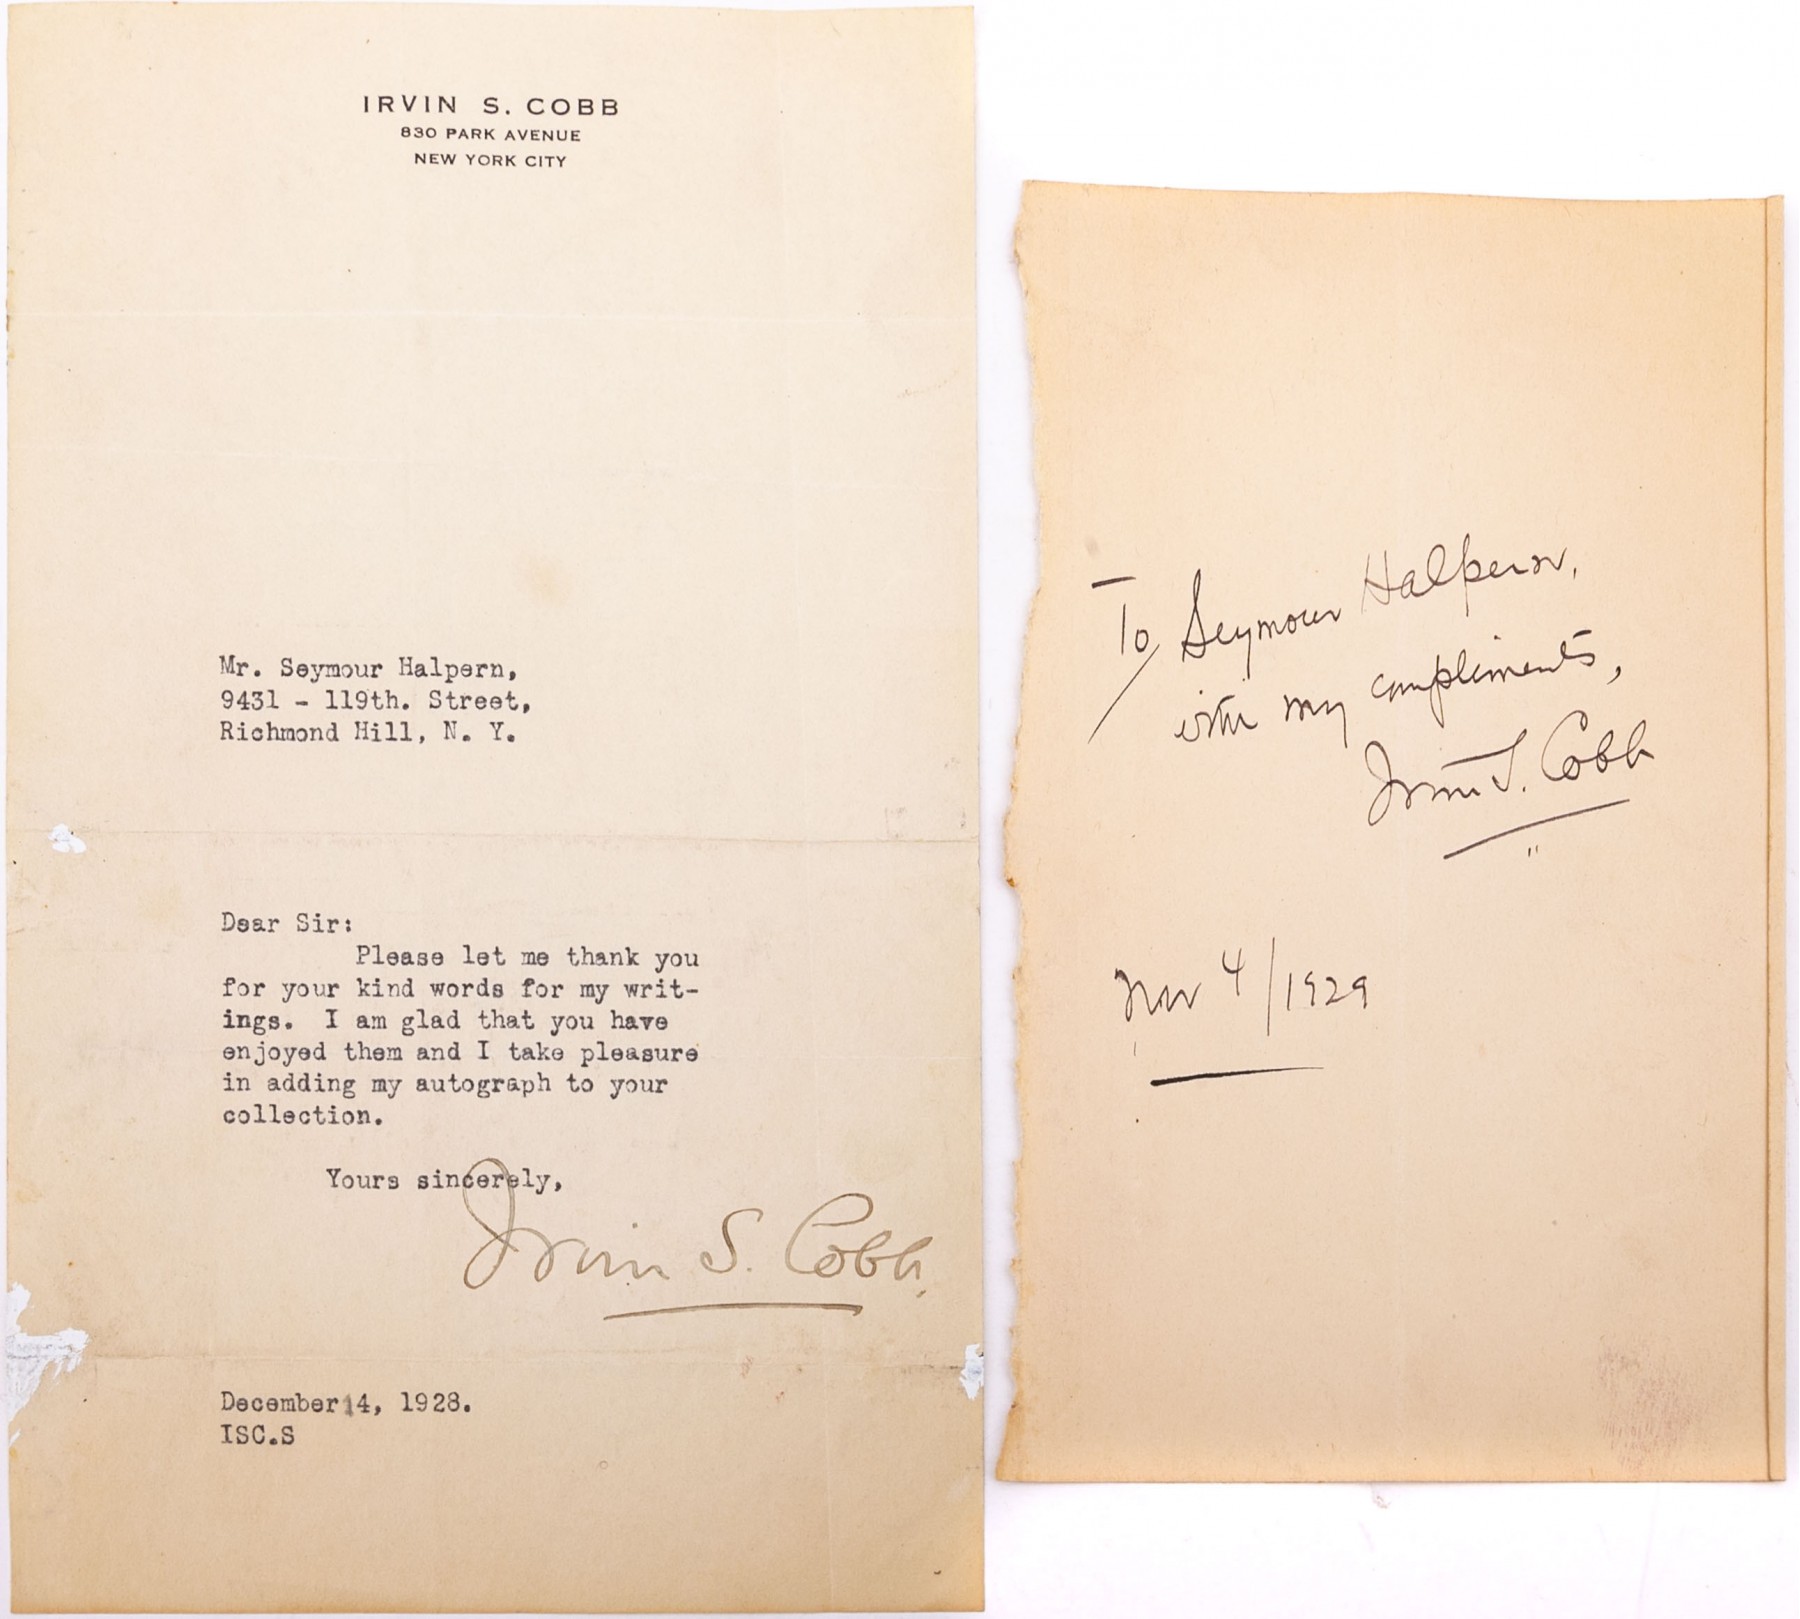 IRVIN S. COBB
830 PARK AVENUE
NEW YORK CITY
Mr. Seymour Halpern,
9431 - 119th. Street,
Richmond Hill, N. Y.
Dear Sir:
Please let me thank you
for your kind words for my writ-
ings. I am glad that you have
enjoyed them and I take pleasure
in adding my autograph to your
collection.
Yours sincerely,
Irvin S. Cobb.
December 14, 1928.
ISC.S
To Seymour Halpern,
with my compliments,
Irvin S. Cobb
Nov 4/1929